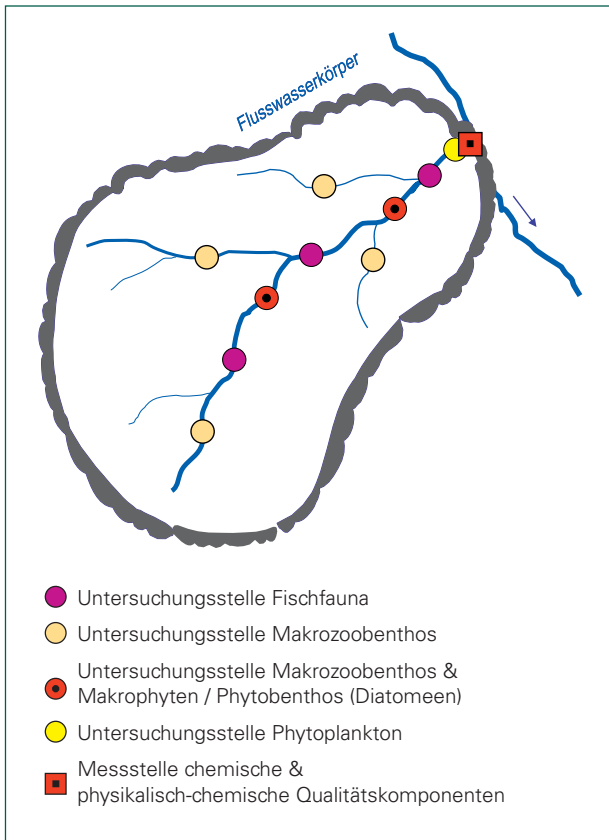 Flusswasserkörper
Untersuchungsstelle Fischfauna
Untersuchungsstelle Makrozoobenthos
Untersuchungsstelle Makrozoobenthos &
Makrophyten / Phytobenthos (Diatomeen)
Untersuchungsstelle Phytoplankton
Messstelle chemische &
physikalisch-chemische Qualitätskomponenten